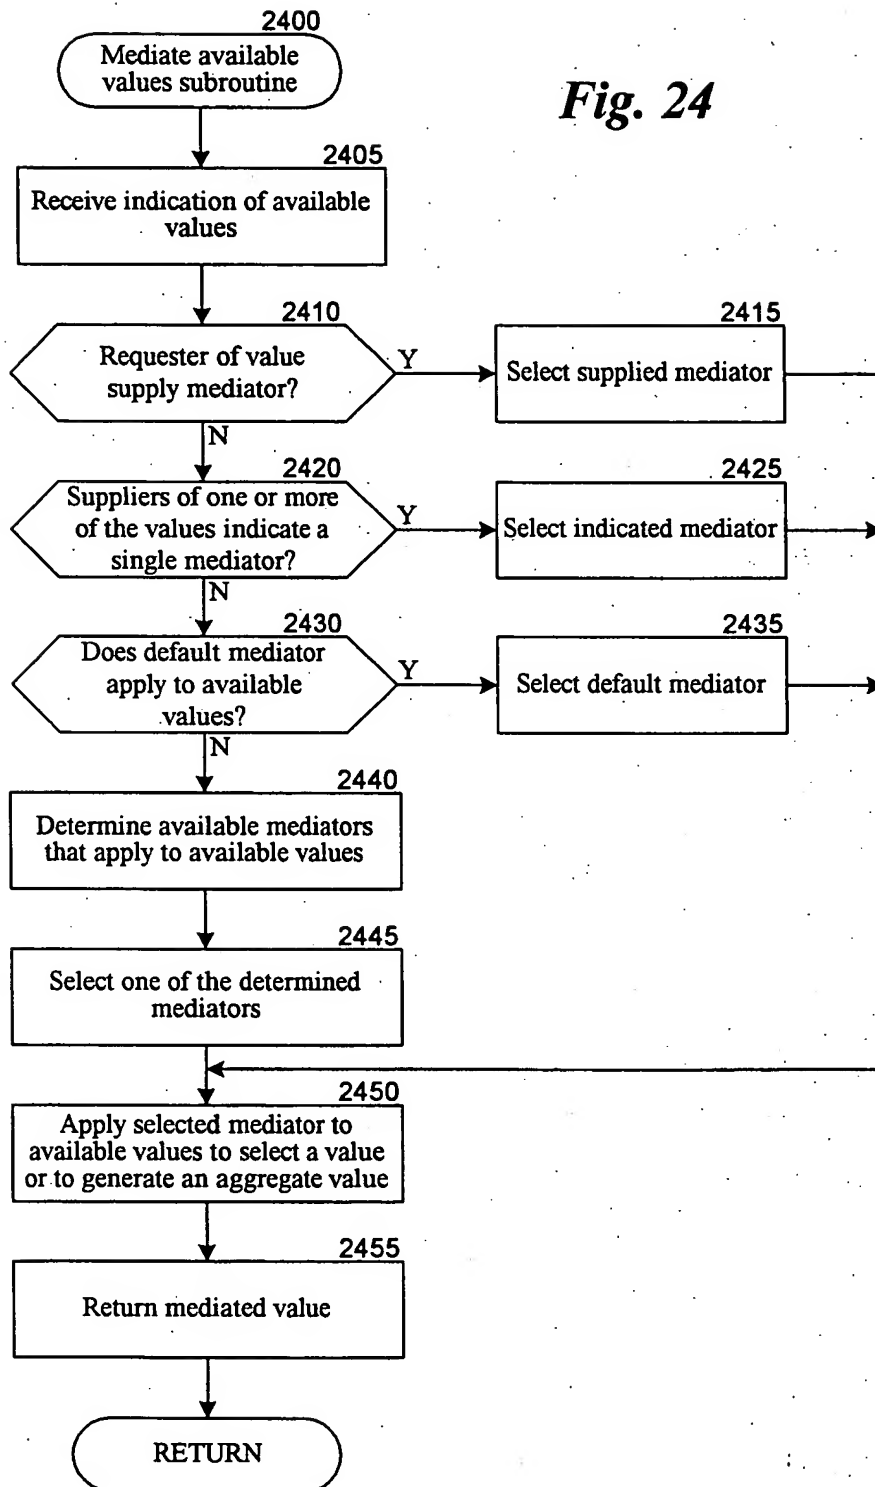 2400
Mediate available
values subroutine
Fig. 24
2405
Receive indication of available
values
2410
Requester of value
supply mediator?
Y
N
2415
Select supplied mediator
2420
Suppliers of one or more
of the values indicate a
single mediator?
Y
N
2425
Select indicated mediator
2430
Does default mediator
apply to available
values?
Y
N
2435
Select default mediator
2440
Determine available mediators
that apply to available values
2445
Select one of the determined
mediators
2450
Apply selected mediator to
available values to select a value
or to generate an aggregate value
2455
Return mediated value
RETURN